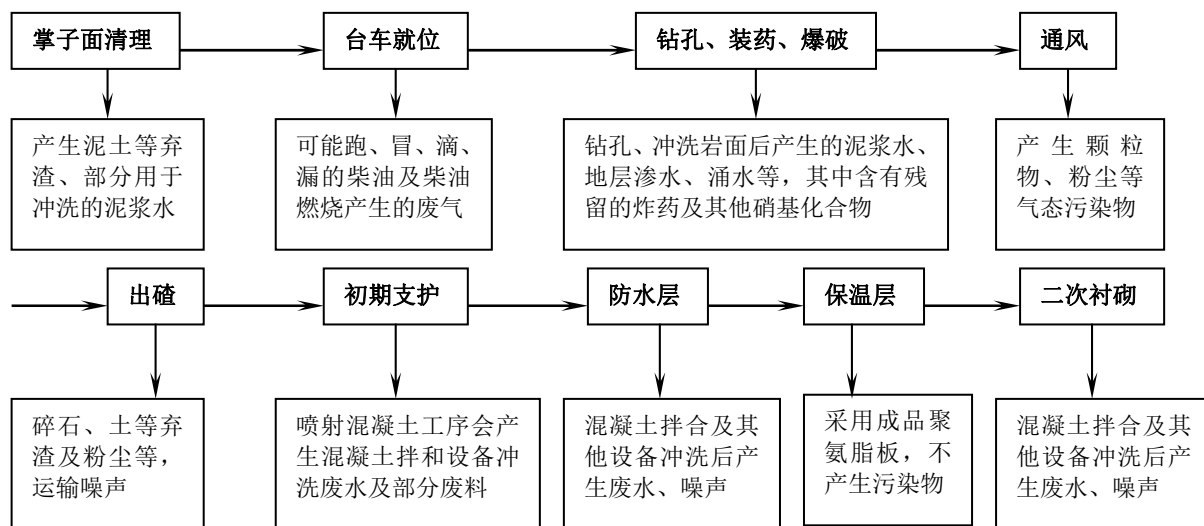 掌子面清理
台车就位
钻孔、装药、爆破
通风
产生泥土等弃
渣、部分用于
冲洗的泥浆水
可能跑、冒、滴、
漏的柴油及柴油
燃烧产生的废气
钻孔、冲洗岩面后产生的泥浆水、
地层渗水、涌水等，其中含有残
留的炸药及其他硝基化合物
产生颗粒
物、粉尘等
气态污染物
出碴
初期支护
防水层
保温层
二次衬砌
碎石、土等弃
渣及粉尘等，
运输噪声
喷射混凝土工序会产
生混凝土拌和设备冲
洗废水及部分废料
混凝土拌合及其
他设备冲洗后产
生废水、噪声
采用成品聚
氨脂板，不
产生污染物
混凝土拌合及其
他设备冲洗后产
生废水、噪声